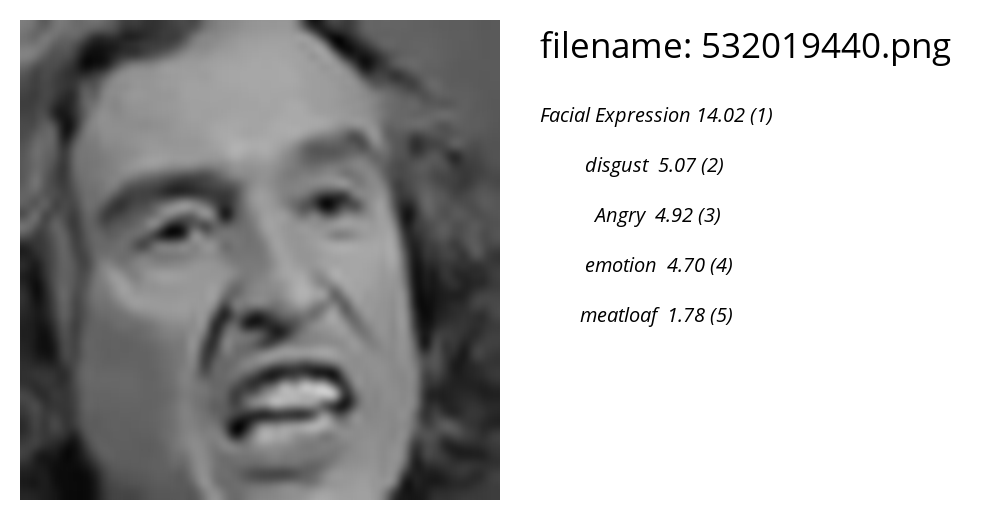 filename: 532019440.png
Facial Expression 14.02 (1)
disgust 5.07 (2)
Angry 4.92 (3)
emotion 4.70 (4)
meatloaf 1.78 (5)